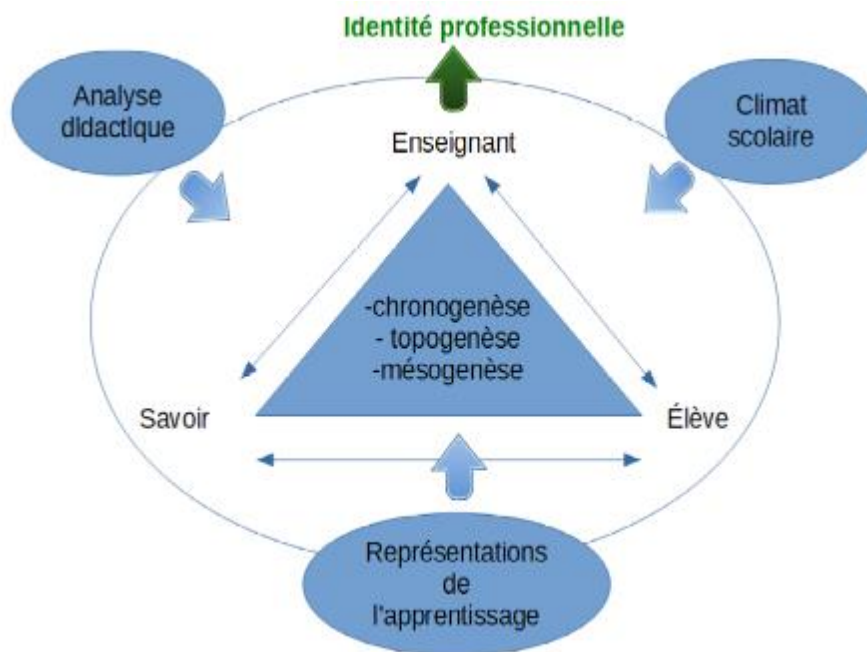 Identité professionnelle
Analyse
didactique
Climat
scolaire
Enseignant
-chronogenèse
- topogenèse
-mésogenèse
Savoir
Élève
Représentations
de
l'apprentissage